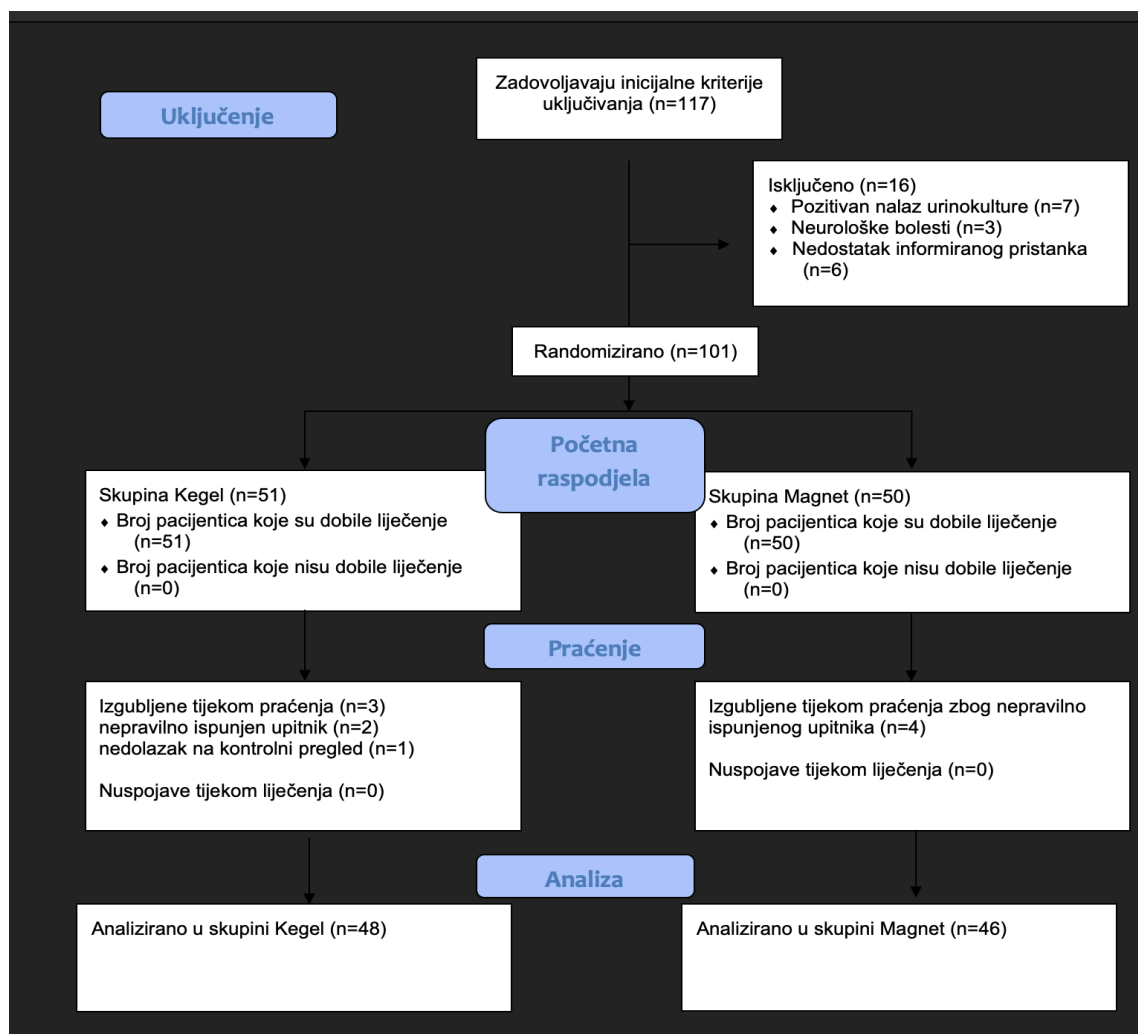 Zadovoljavaju inicijalne kriterije
uključivanja (n=117)
Uključenje
Isključeno (n=16)
♦ Pozitivan nalaz urinokulture (n=7)
♦ Neurološke bolesti (n=3)
♦ Nedostatak informiranog pristanka
(n=6)
Randomizirano (n=101)
Početna
raspodjela
Skupina Kegel (n=51)
♦ Broj pacijentica koje su dobile liječenje
(n=51)
♦ Broj pacijentica koje nisu dobile liječenje
(n=0)
Skupina Magnet (n=50)
♦ Broj pacijentica koje su dobile liječenje
(n=50)
♦ Broj pacijentica koje nisu dobile liječenje
(n=0)
Praćenje
Izgubljene tijekom praćenja (n=3)
nepravilno ispunjen upitnik (n=2)
nedolazak na kontrolni pregled (n=1)
Nuspojave tijekom liječenja (n=0)
Izgubljene tijekom praćenja zbog nepravilno
ispunjenog upitnika (n=4)
Nuspojave tijekom liječenja (n=0)
Analiza
Analizirano u skupini Kegel (n=48)
Analizirano u skupini Magnet (n=46)